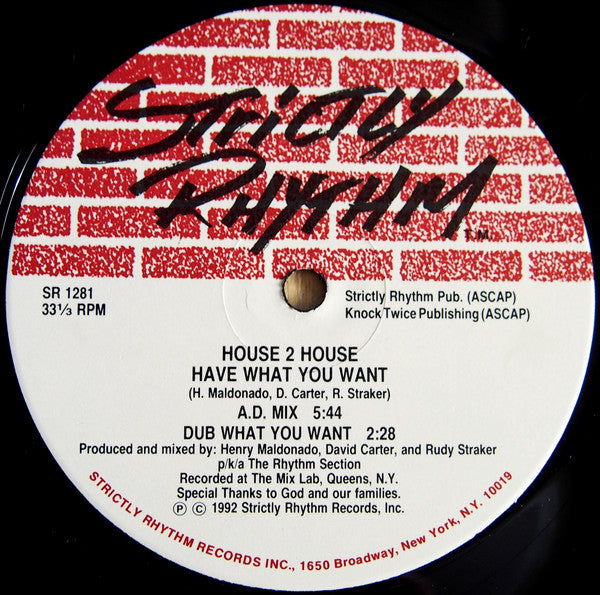 STRICTLY
RHYTHM
T.M.
SR 1281
33⅓ RPM
Strictly Rhythm Pub. (ASCAP)
Knock Twice Publishing (ASCAP)
HOUSE 2 HOUSE
HAVE WHAT YOU WANT
(H. Maldonado, D. Carter, R. Straker)
A.D. MIX 5:44
DUB WHAT YOU WANT 2:28
Produced and mixed by: Henry Maldonado, David Carter, and Rudy Straker
p/k/a The Rhythm Section
Recorded at The Mix Lab, Queens, N.Y.
Special Thanks to God and our families.
Ⓟ © 1992 Strictly Rhythm Records, Inc.
STRICTLY RHYTHM RECORDS INC., 1650 Broadway, New York, N.Y. 10019